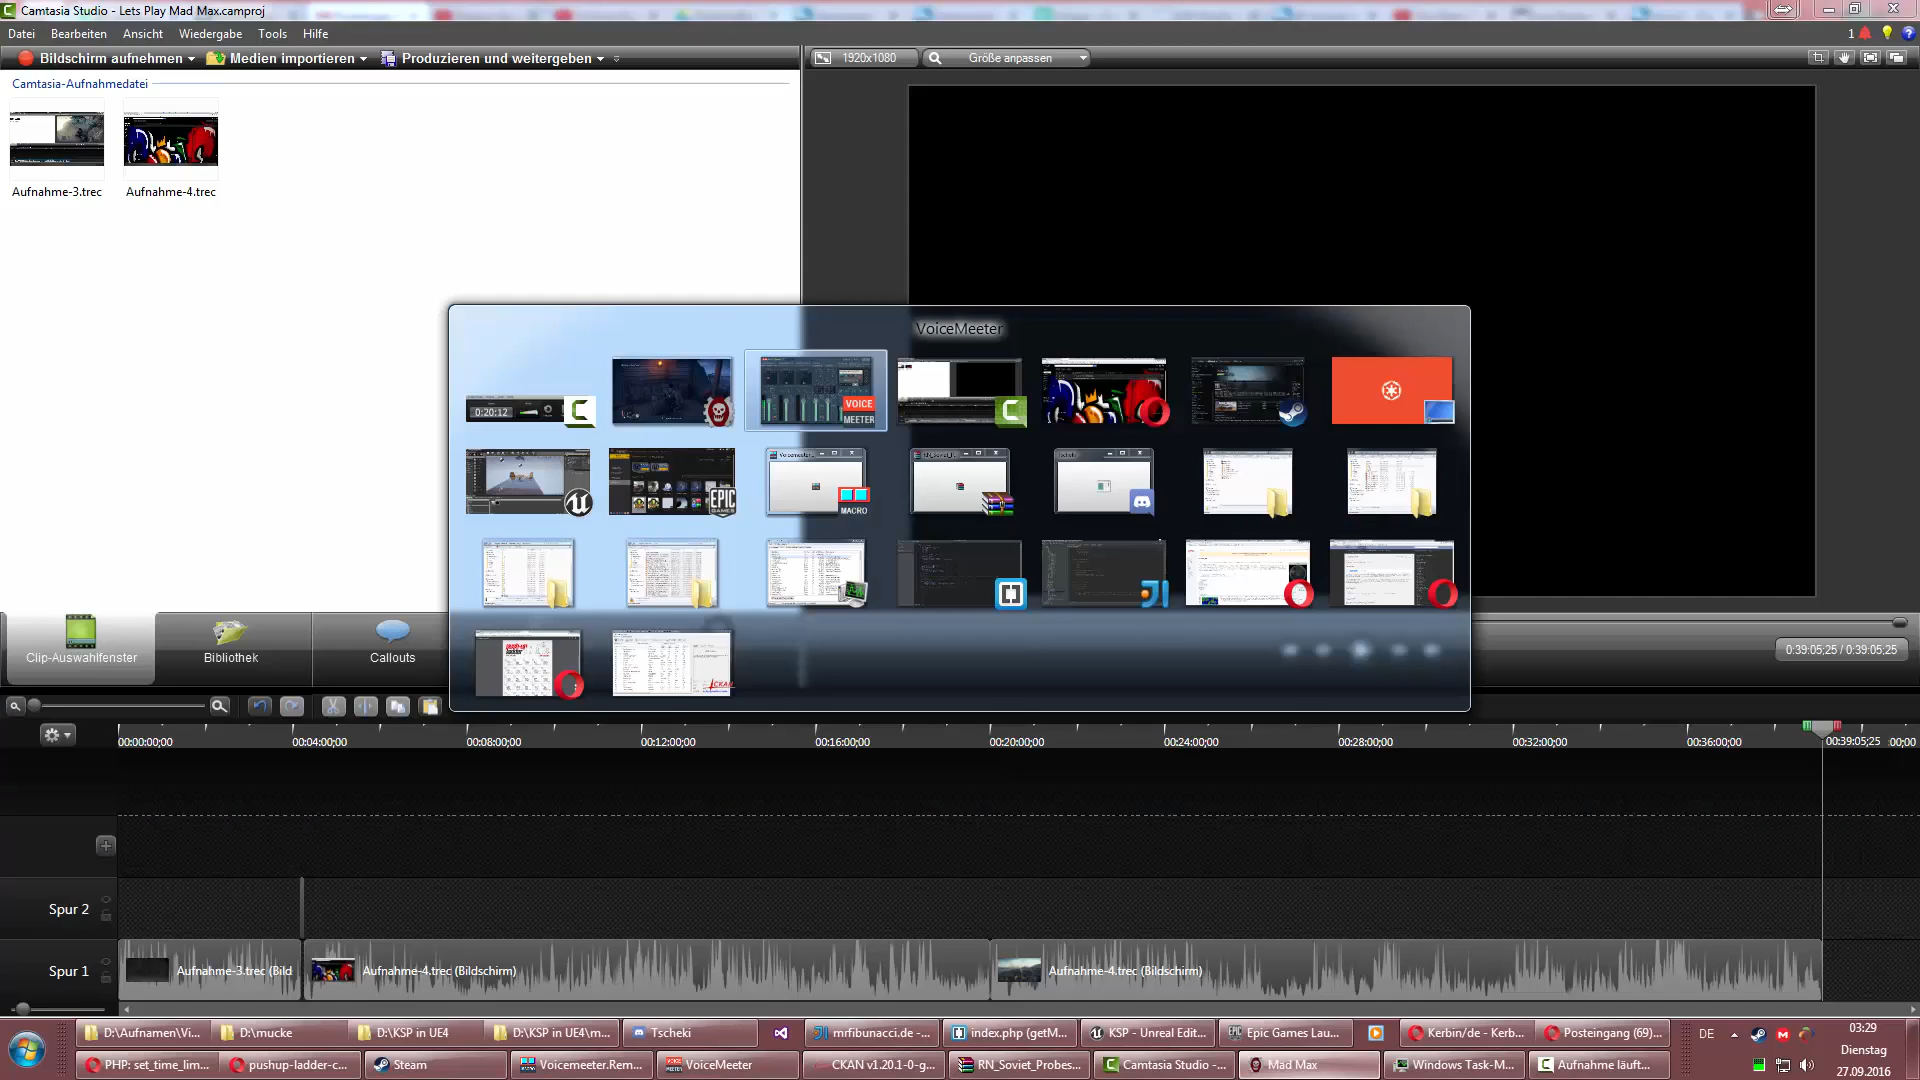 Camtasia Studio - Lets Play Mad Max.camproj
Datei Bearbeiten Ansicht Wiedergabe Tools Hilfe
1
Bildschirm aufnehmen Medien importieren Produzieren und weitergeben
1920x1080 Größe anpassen
Camtasia-Aufnahmedatei
Aufnahme-3.trec Aufnahme-4.trec
VoiceMeeter
0:20:12
VOICE
MEETER
EPIC
GAMES
MACRO
CKAN
Clip-Auswahlfenster Bibliothek Callouts
0:39:05;25 / 0:39:05;25
00:00:00;00 00:04:00;00 00:08:00;00 00:12:00;00 00:16:00;00 00:20:00;00 00:24:00;00 00:28:00;00 00:32:00;00 00:36:00;00 00:39:05;25 :00;00
Spur 2
Spur 1
Aufnahme-3.trec (Bild
Aufnahme-4.trec (Bildschirm)
Aufnahme-4.trec (Bildschirm)
D:\Aufnamen\Vi... D:\mucke D:\KSP in UE4 D:\KSP in UE4\m... Tscheki mrfibunacci.de -... index.php (getM... KSP - Unreal Edit... Epic Games Lau... Kerbin/de - Kerb... Posteingang (69)...
DE
03:29
Dienstag
27.09.2016
PHP: set_time_lim... pushup-ladder-c... Steam Voicemeeter.Rem... VoiceMeeter CKAN v1.20.1-0-g... RN_Soviet_Probes... Camtasia Studio -... Mad Max Windows Task-M... Aufnahme läuft...